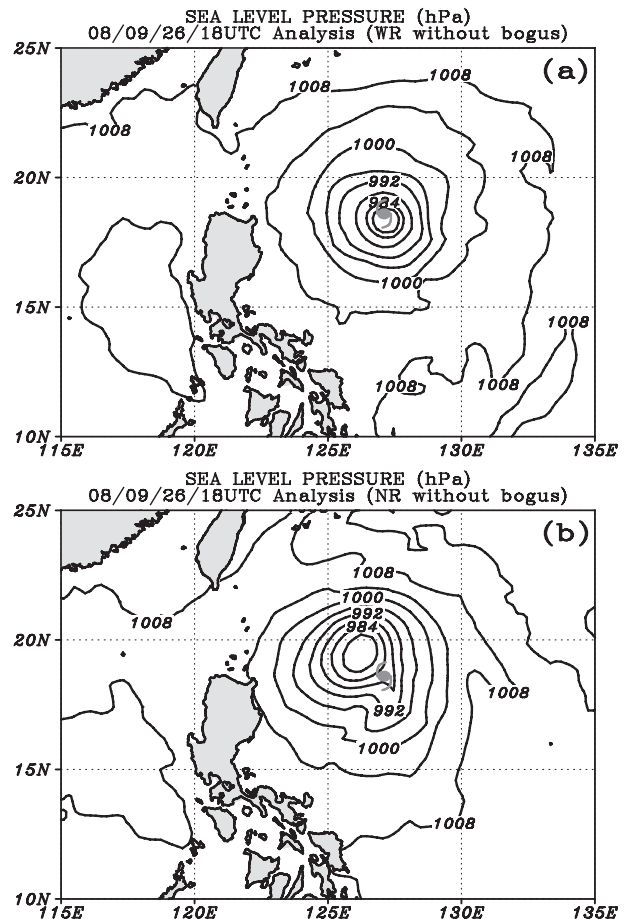 SEA LEVEL PRESSURE (hPa)
08/09/26/18UTC Analysis (WR without bogus)
25N
(a)
1008
1008
1008
1000
1008
20N
992
984
1000
15N
1008
1008
1008
10N
115E 120E 125E 130E 135E
SEA LEVEL PRESSURE (hPa)
08/09/26/18UTC Analysis (NR without bogus)
25N
(b)
1008
1000
992
1008
984
20N
1008
992
1000
15N
1008
10N
115E 120E 125E 130E 135E